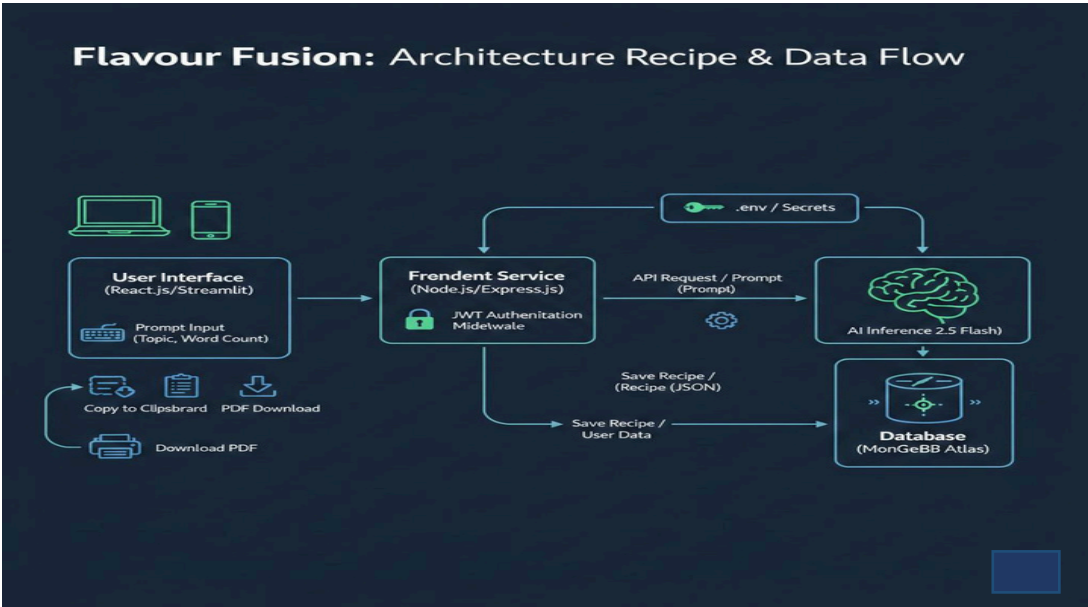 Flavour Fusion: Architecture Recipe & Data Flow
.env / Secrets
User Interface
(React.js/Streamlit)
Prompt Input
(Topic, Word Count)
Frendent Service
(Node.js/Express.js)
JWT Authenitation
Midelwale
API Request / Prompt
(Prompl)
AI Inference 2.5 Flash)
Copy to Clipsbrard
PDF Download
Download PDF
Save Recipe /
(Recipe (JSON)
Save Recipe /
User Data
Database
(MonGeBB Atlas)